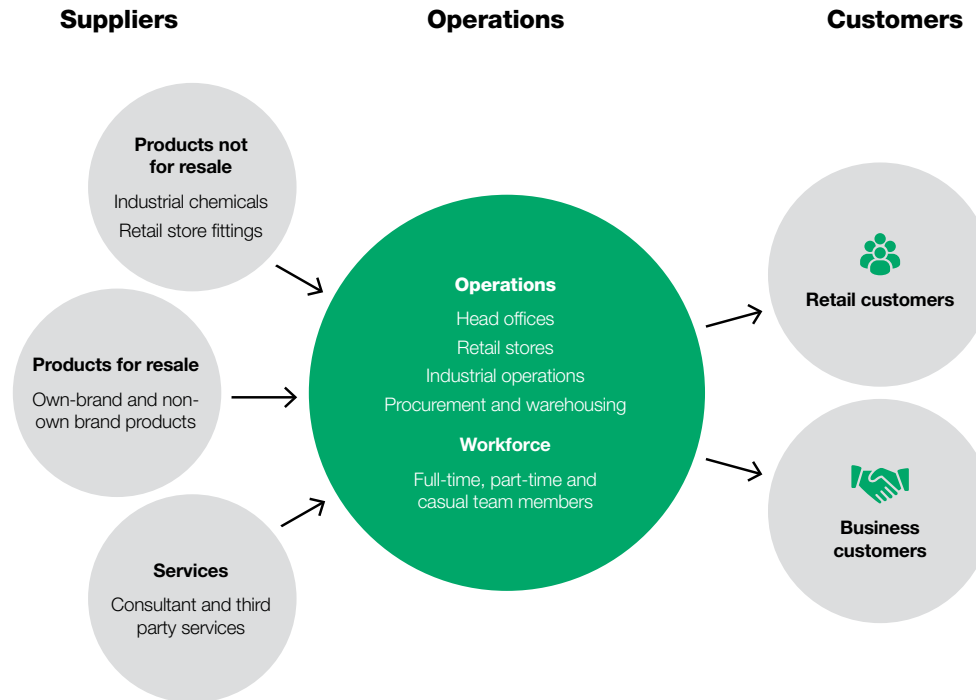 Suppliers
Operations
Customers
Products not
for resale
Industrial chemicals
Retail store fittings
Products for resale
Own-brand and non-
own brand products
Services
Consultant and third
party services
Operations
Head offices
Retail stores
Industrial operations
Procurement and warehousing
Workforce
Full-time, part-time and
casual team members
Retail customers
Business
customers